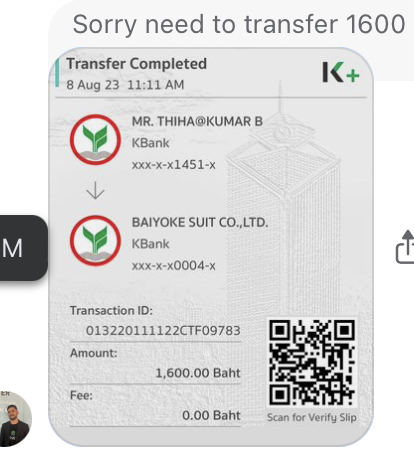 Sorry need to transfer 1600
Transfer Completed
8 Aug 23 11:11 AM
K+
MR. THIHA@KUMAR B
KBank
xxx-x-x1451-x
M
BAIYOKE SUIT CO.,LTD.
KBank
xxx-x-x0004-x
Transaction ID:
013220111122CTF09783
Amount:
1,600.00 Baht
Fee:
0.00 Baht
Scan for Verify Slip